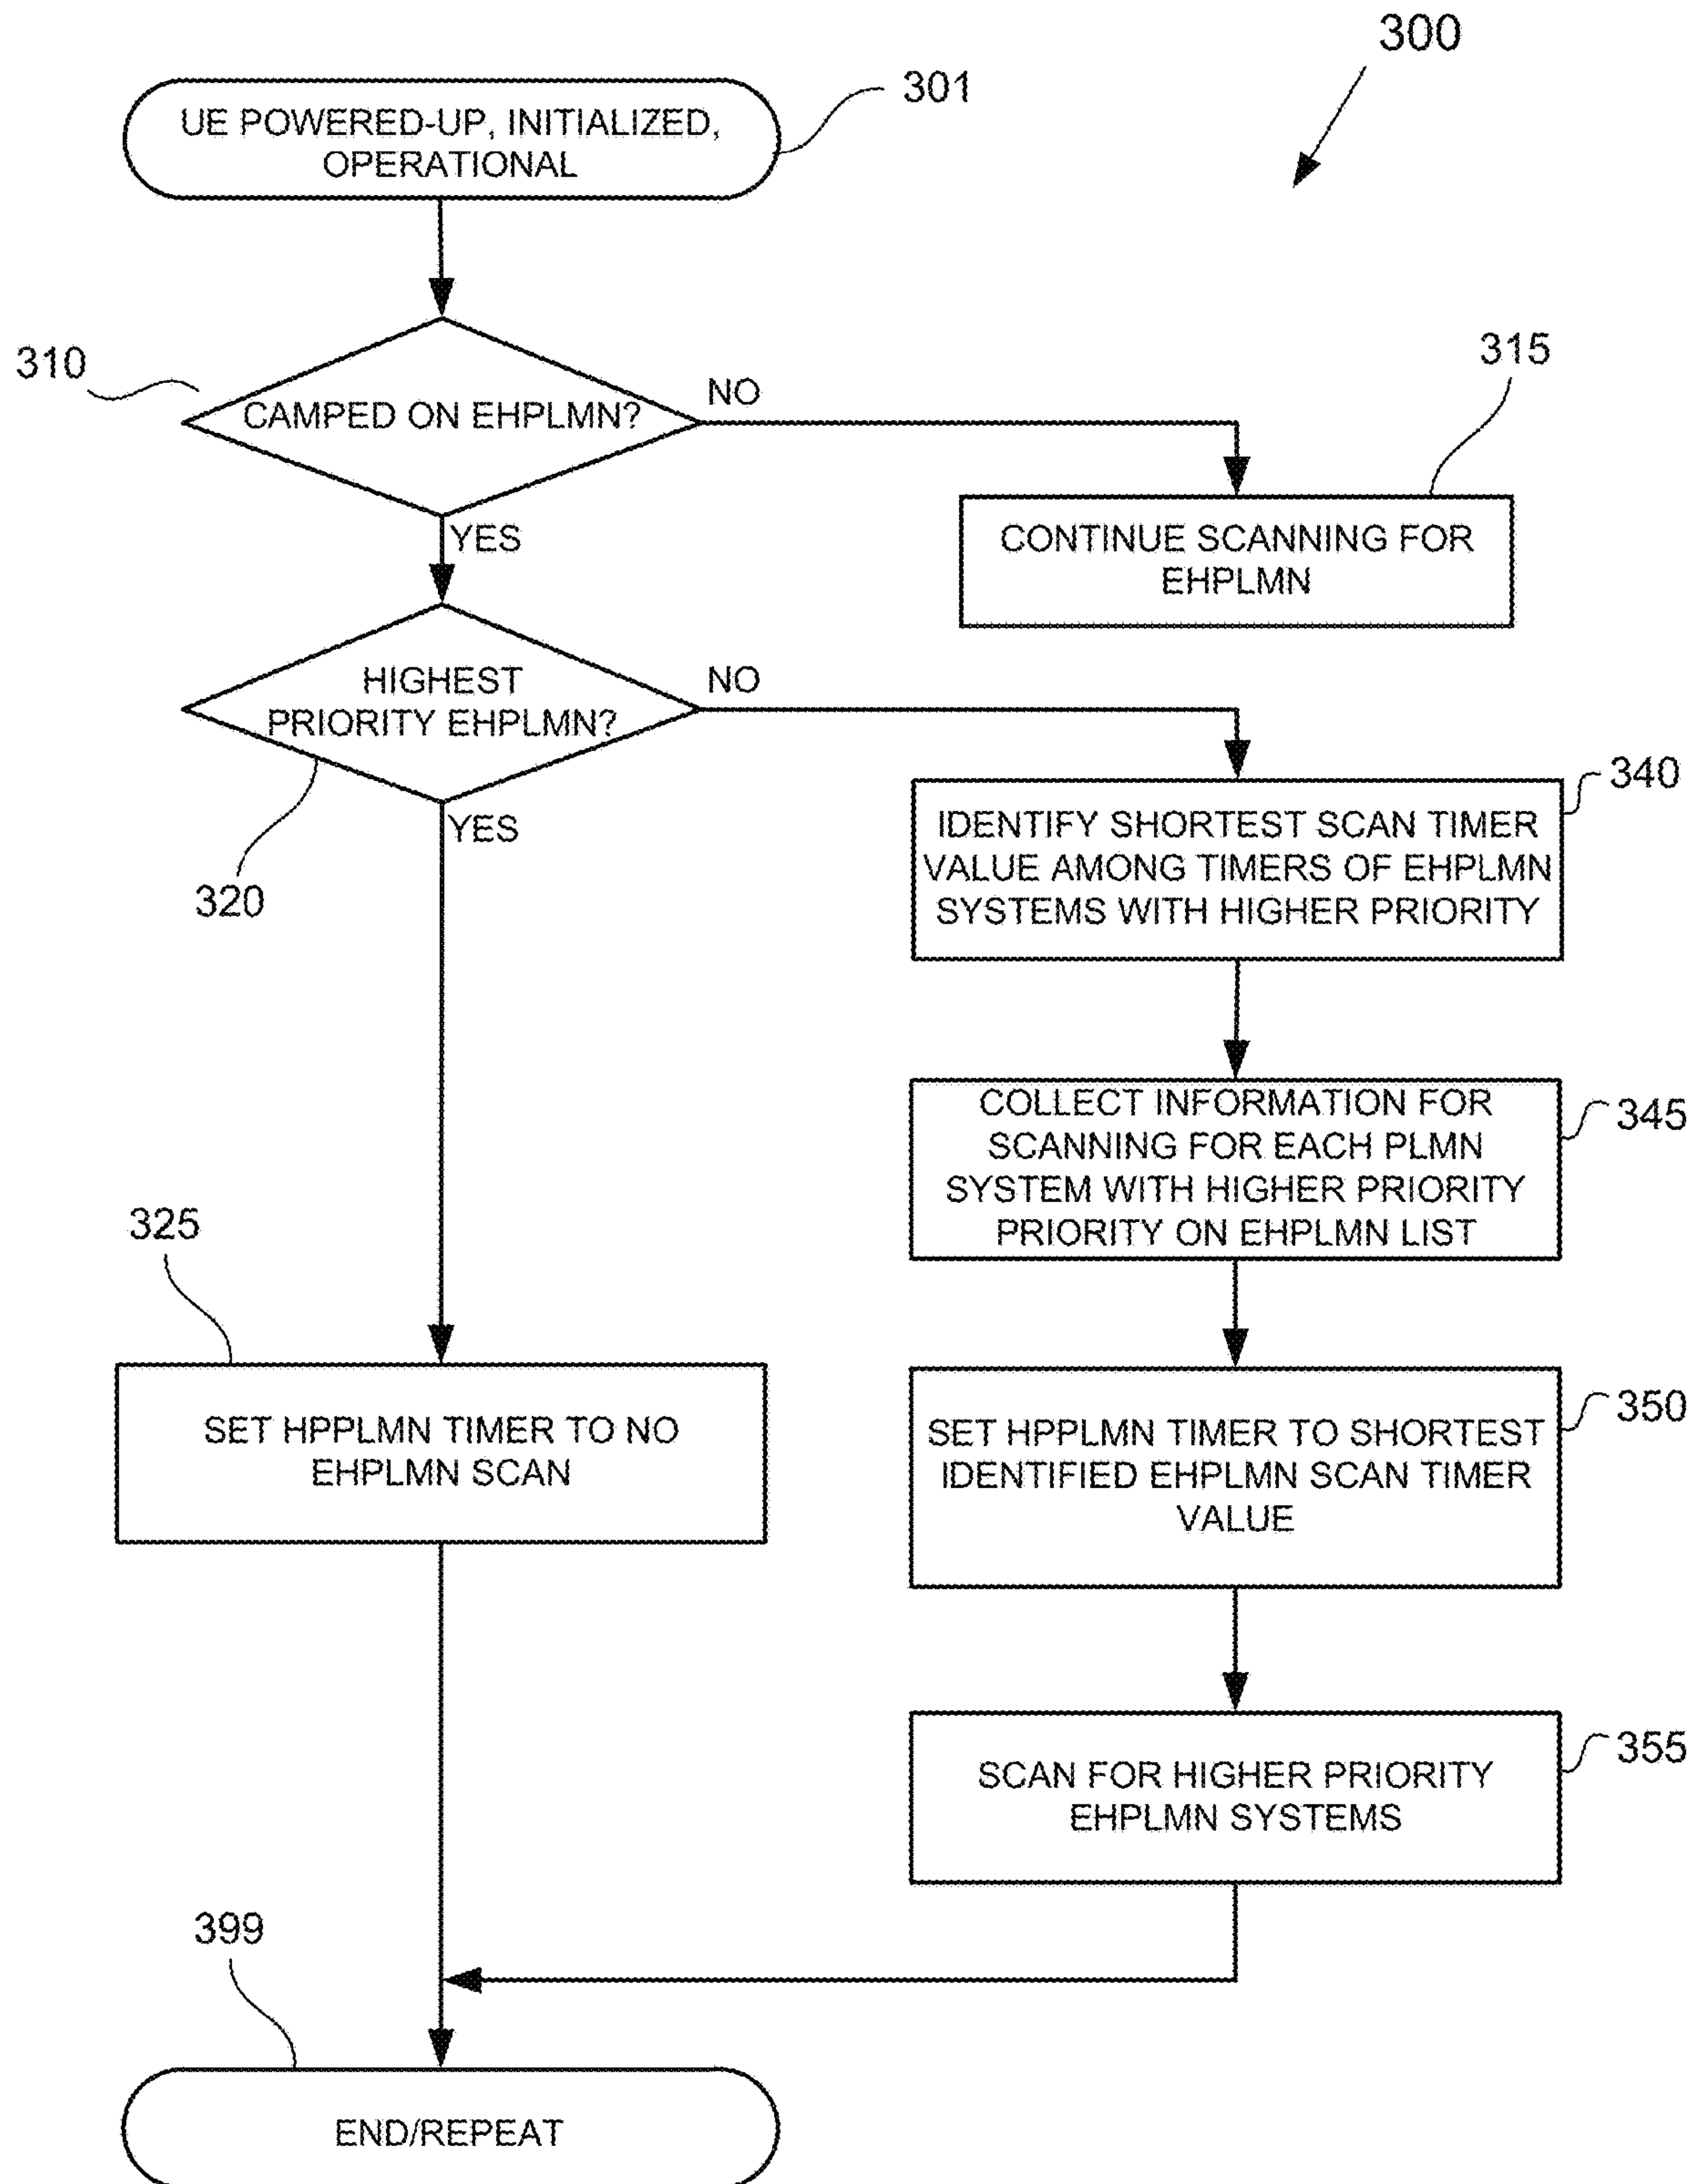 300
301
UE POWERED-UP, INITIALIZED,
OPERATIONAL
310
CAMPED ON EHPLMN?
NO
315
CONTINUE SCANNING FOR
EHPLMN
YES
HIGHEST
PRIORITY EHPLMN?
NO
320
YES
340
IDENTIFY SHORTEST SCAN TIMER
VALUE AMONG TIMERS OF EHPLMN
SYSTEMS WITH HIGHER PRIORITY
345
COLLECT INFORMATION FOR
SCANNING FOR EACH PLMN
SYSTEM WITH HIGHER PRIORITY
PRIORITY ON EHPLMN LIST
325
SET HPPLMN TIMER TO NO
EHPLMN SCAN
350
SET HPPLMN TIMER TO SHORTEST
IDENTIFIED EHPLMN SCAN TIMER
VALUE
355
SCAN FOR HIGHER PRIORITY
EHPLMN SYSTEMS
399
END/REPEAT